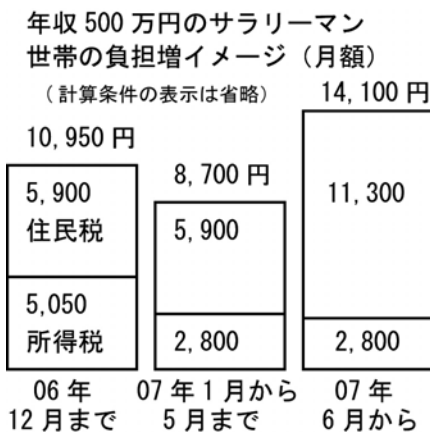 年収500万円のサラリーマン
世帯の負担増イメージ（月額）
（計算条件の表示は省略）
14,100円
10,950円
8,700円
5,900
住民税
5,900
11,300
5,050
所得税
2,800
2,800
06年
12月まで
07年1月から
5月まで
07年
6月から